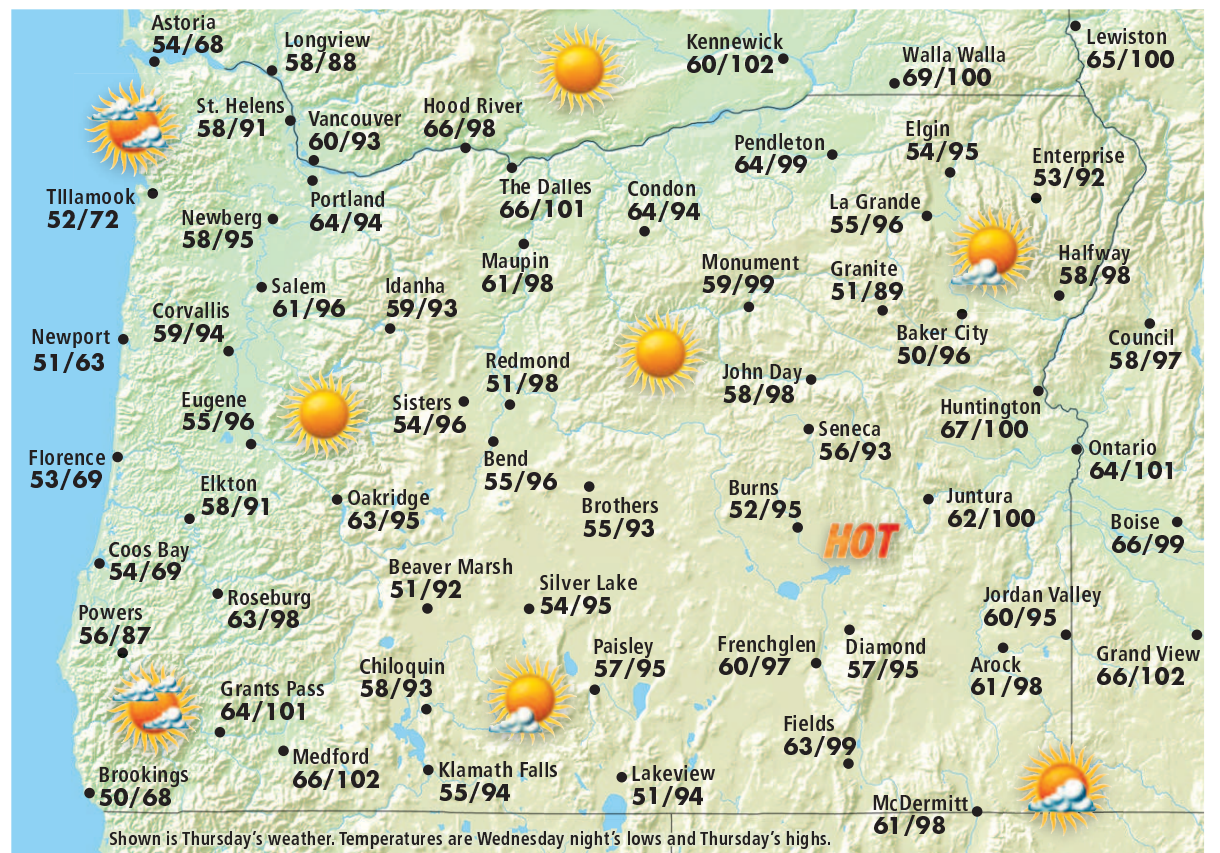 Astoria
54/68
Longview
58/88
Kennewick
60/102
Walla Walla
69/100
Lewiston
65/100
St. Helens
58/91
Vancouver
60/93
Hood River
66/98
Pendleton
64/99
Elgin
54/95
Enterprise
53/92
TIllamook
52/72
Newberg
58/95
Portland
64/94
The Dalles
66/101
Condon
64/94
La Grande
55/96
Maupin
61/98
Monument
59/99
Granite
51/89
Halfway
58/98
Salem
61/96
Idanha
59/93
Corvallis
59/94
Newport
51/63
Baker City
50/96
Council
58/97
Redmond
51/98
John Day
58/98
Eugene
55/96
Sisters
54/96
Huntington
67/100
Seneca
56/93
Florence
53/69
Bend
55/96
Ontario
64/101
Elkton
58/91
Oakridge
63/95
Brothers
55/93
Burns
52/95
Juntura
62/100
Boise
66/99
HOT
Coos Bay
54/69
Beaver Marsh
51/92
Silver Lake
54/95
Roseburg
63/98
Jordan Valley
60/95
Powers
56/87
Paisley
57/95
Frenchglen
60/97
Diamond
57/95
Arock
61/98
Grand View
66/102
Chiloquin
58/93
Grants Pass
64/101
Fields
63/99
Medford
66/102
Klamath Falls
55/94
Lakeview
51/94
Brookings
50/68
McDermitt
61/98
Shown is Thursday's weather. Temperatures are Wednesday night's lows and Thursday's highs.